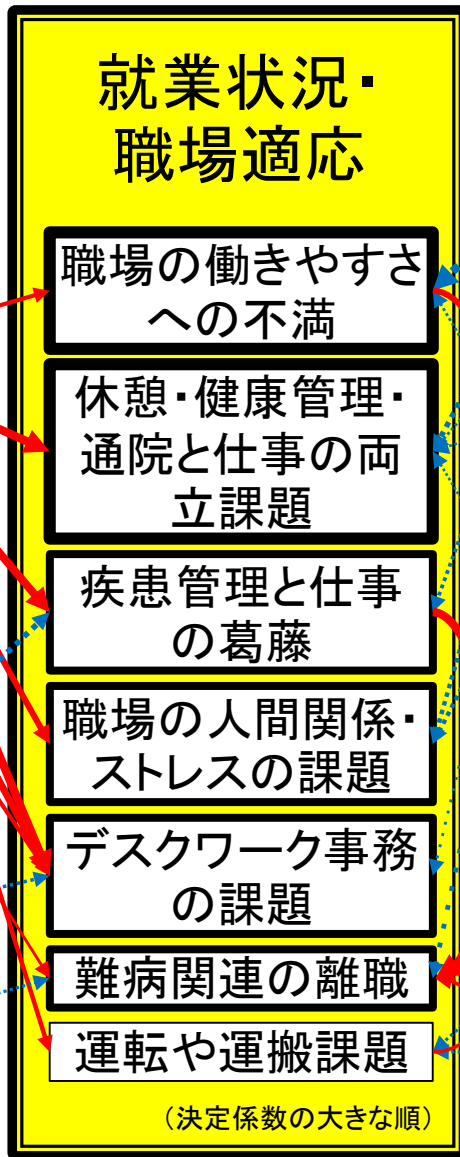 就業状況・
職場適応
職場の働きやすさ
への不満
休憩・健康管理・
通院と仕事の両
立課題
疾患管理と仕事
の葛藤
職場の人間関係・
ストレスの課題
デスクワーク事務
の課題
難病関連の離職
運転や運搬課題
（決定係数の大きな順）